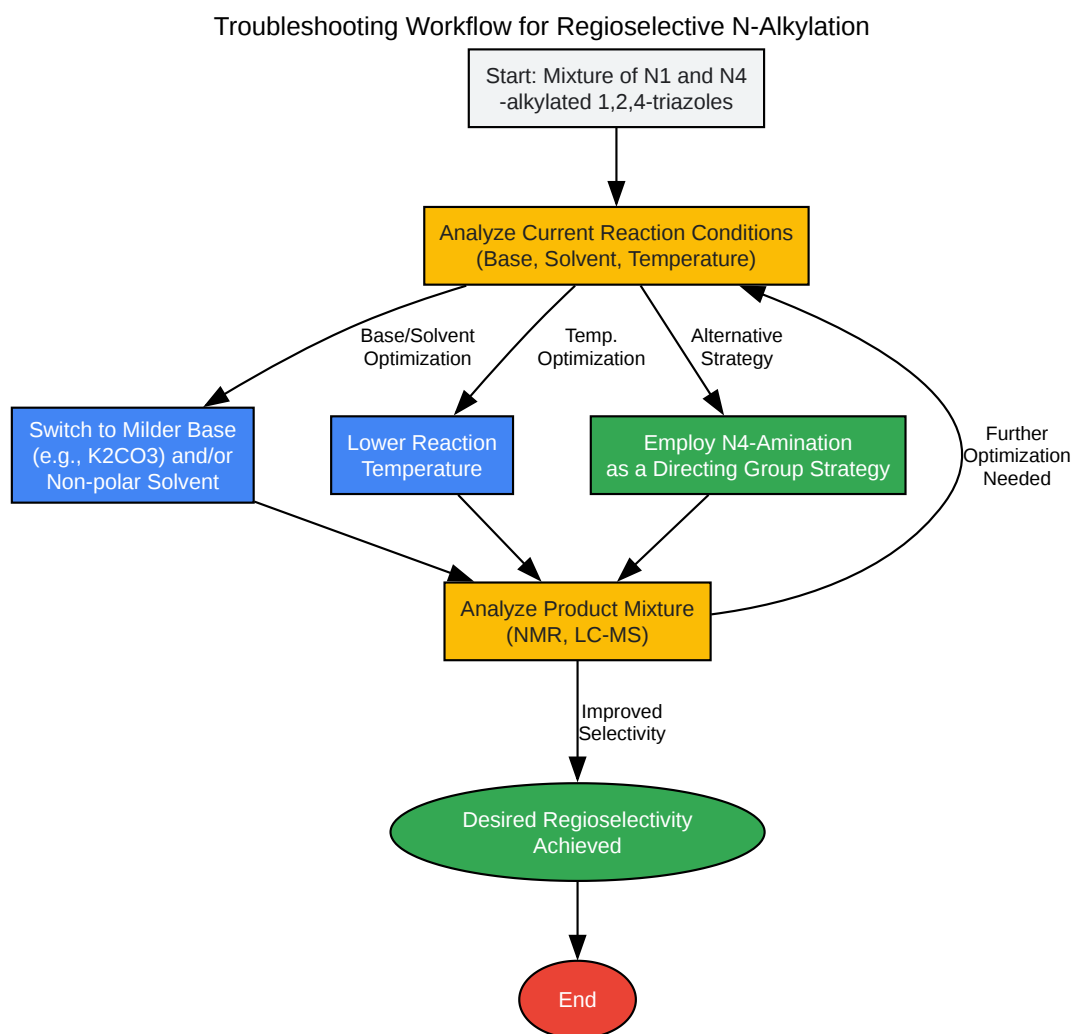 Troubleshooting Workflow for Regioselective N-Alkylation
Start: Mixture of N1 and N4
-alkylated 1,2,4-triazoles
Analyze Current Reaction Conditions
(Base, Solvent, Temperature)
Base/Solvent
Optimization
Temp.
Optimization
Alternative
Strategy
Switch to Milder Base
(e.g., K2CO3) and/or
Non-polar Solvent
Lower Reaction
Temperature
Employ N4-Amination
as a Directing Group Strategy
Further
Optimization
Needed
Analyze Product Mixture
(NMR, LC-MS)
Improved
Selectivity
Desired Regioselectivity
Achieved
End